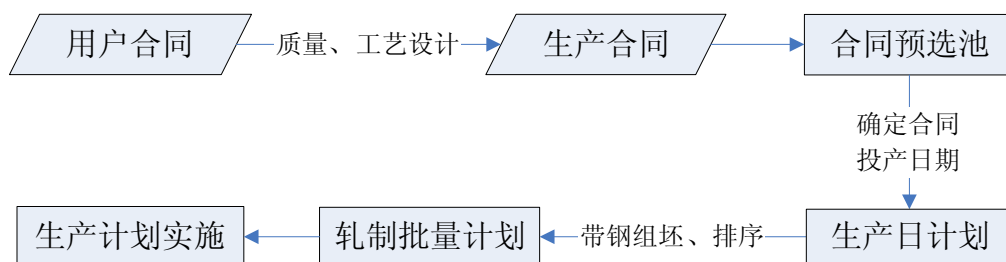 用户合同
质量、工艺设计
生产合同
合同预选池
确定合同
投产日期
生产日计划
带钢组坯、排序
轧制批量计划
生产计划实施